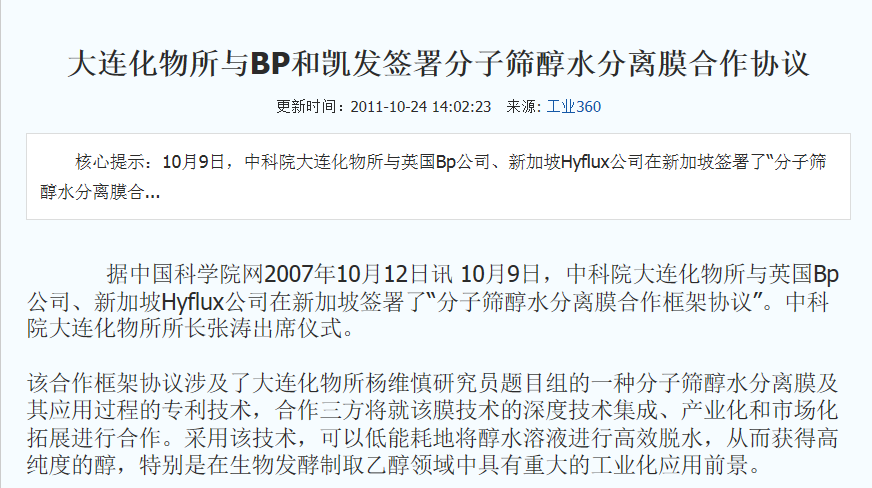 大连化物所与BP和凯发签署分子筛醇水分离膜合作协议
更新时间：2011-10-24 14:02:23 来源: 工业360
核心提示：10月9日，中科院大连化物所与英国Bp公司、新加坡Hyflux公司在新加坡签署了“分子筛
醇水分离膜合...
据中国科学院网2007年10月12日讯 10月9日，中科院大连化物所与英国Bp
公司、新加坡Hyflux公司在新加坡签署了“分子筛醇水分离膜合作框架协议”。中科
院大连化物所所长张涛出席仪式。
该合作框架协议涉及了大连化物所杨维慎研究员题目组的一种分子筛醇水分离膜及
其应用过程的专利技术，合作三方将就该膜技术的深度技术集成、产业化和市场化
拓展进行合作。采用该技术，可以低能耗地将醇水溶液进行高效脱水，从而获得高
纯度的醇，特别是在生物发酵制取乙醇领域中具有重大的工业化应用前景。